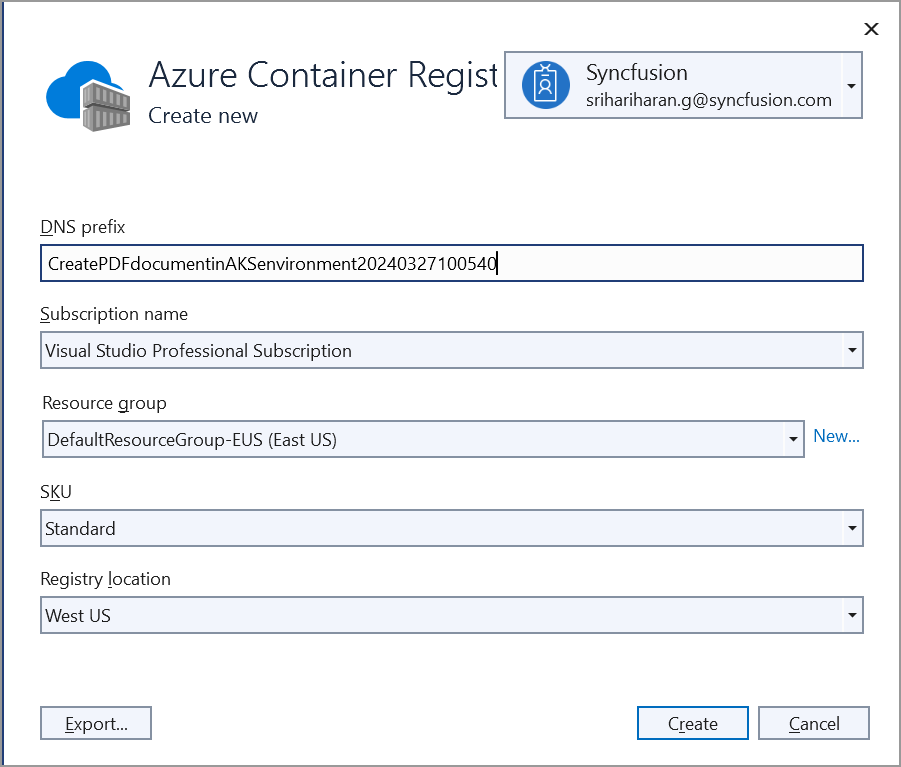 Azure Container Regist
Create new
Syncfusion
srihariharan.g@syncfusion.com
DNS prefix
CreatePDFdocumentinAKSenvironment20240327100540
Subscription name
Visual Studio Professional Subscription
Resource group
DefaultResourceGroup-EUS (East US)
New...
SKU
Standard
Registry location
West US
Export...
Create
Cancel